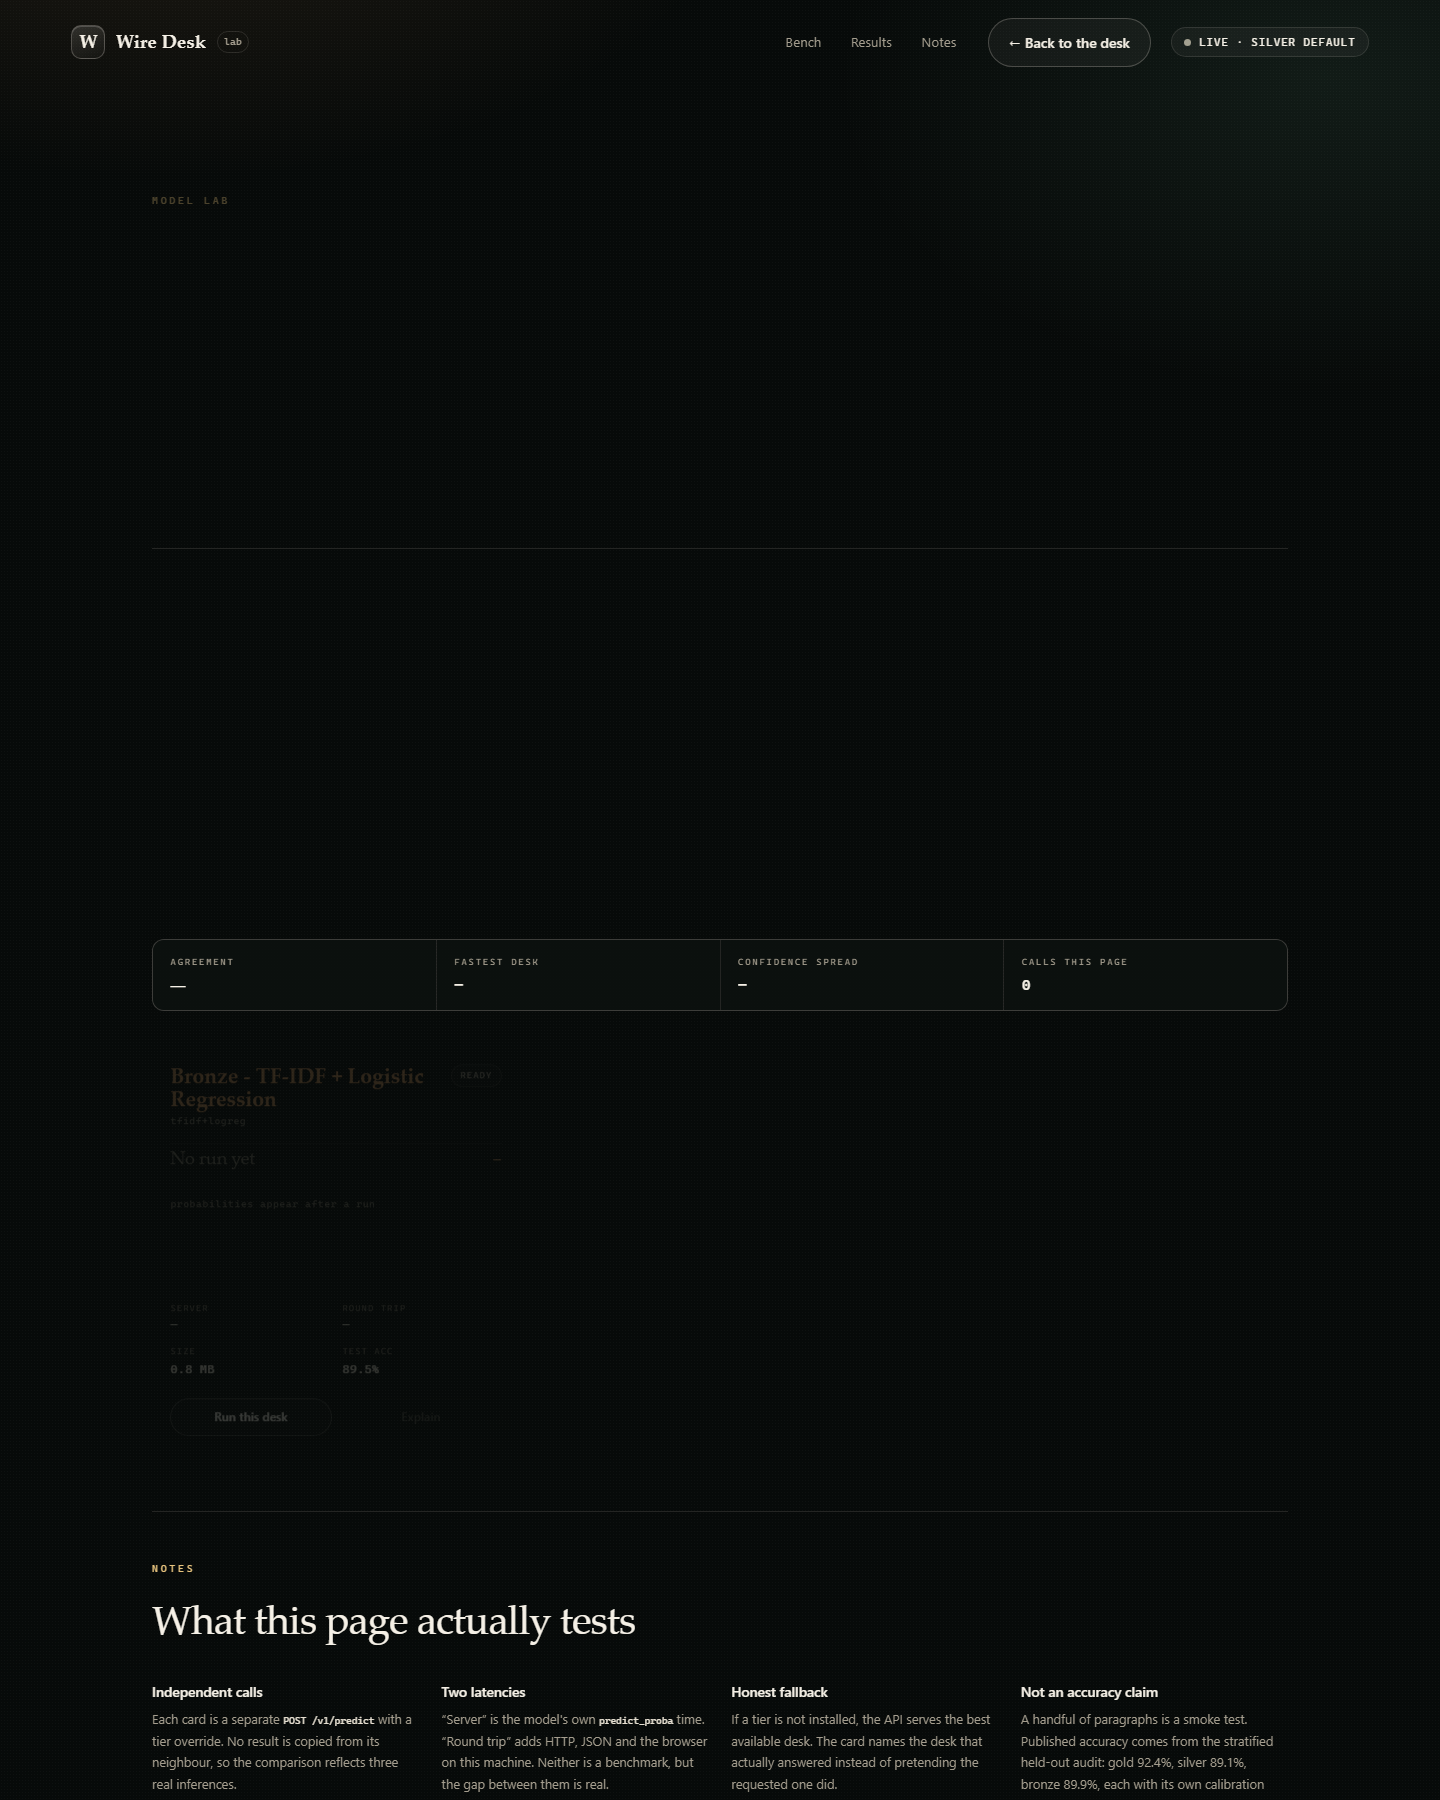 W Wire Desk lab
Bench Results Notes ← Back to the desk LIVE · SILVER DEFAULT
MODEL LAB
AGREEMENT FASTEST DESK CONFIDENCE SPREAD CALLS THIS PAGE
— — — 0
Bronze - TF-IDF + Logistic READY
Regression
tfidf+logreg
No run yet —
probabilities appear after a run
SERVER ROUND TRIP
— —
SIZE TEST ACC
0.8 MB 89.5%
Run this desk Explain
NOTES
What this page actually tests
Independent calls
Each card is a separate POST /v1/predict with a
tier override. No result is copied from its
neighbour, so the comparison reflects three
real inferences.
Two latencies
“Server” is the model's own predict_proba time.
“Round trip” adds HTTP, JSON and the browser
on this machine. Neither is a benchmark, but
the gap between them is real.
Honest fallback
If a tier is not installed, the API serves the best
available desk. The card names the desk that
actually answered instead of pretending the
requested one did.
Not an accuracy claim
A handful of paragraphs is a smoke test.
Published accuracy comes from the stratified
held-out audit: gold 92.4%, silver 89.1%,
bronze 89.9%, each with its own calibration